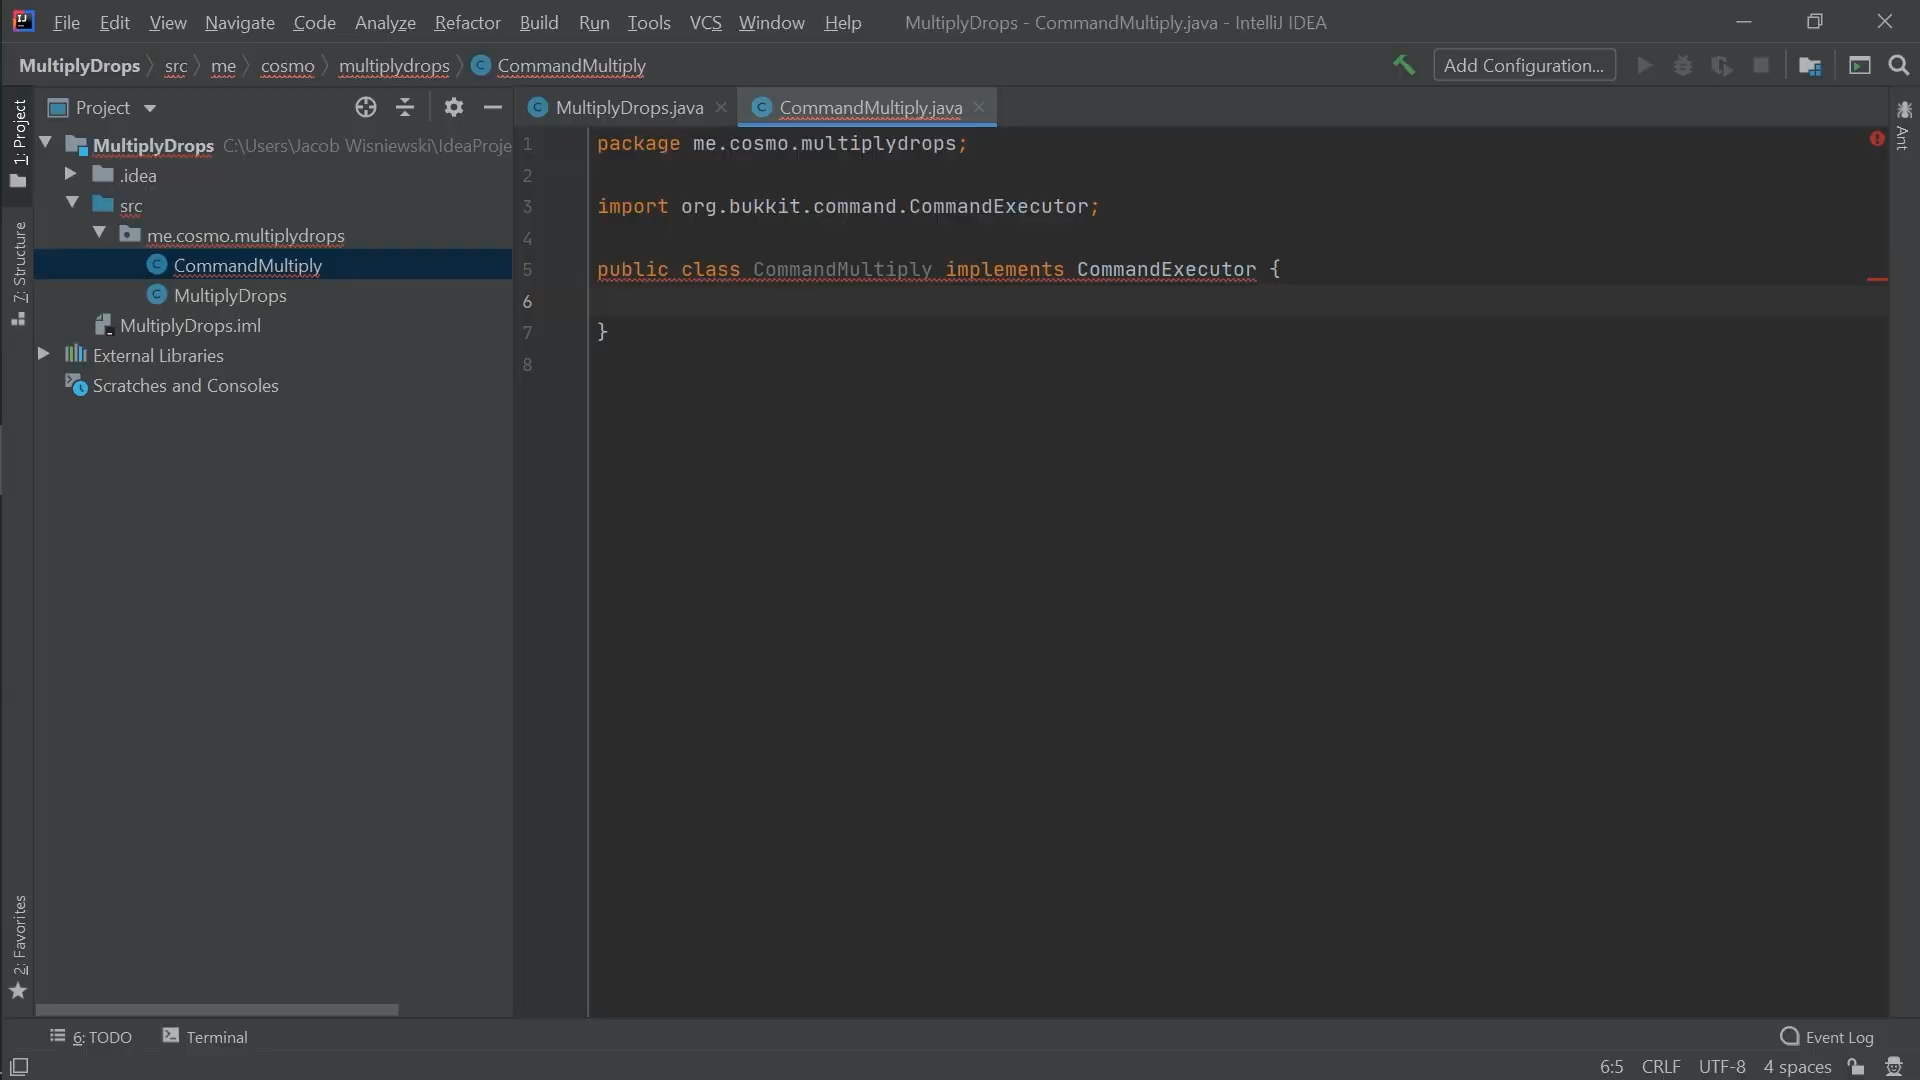 File Edit View Navigate Code Analyze Refactor Build Run Tools VCS Window Help MultiplyDrops - CommandMultiply.java - IntelliJ IDEA
MultiplyDrops src me cosmo multiplydrops C CommandMultiply Add Configuration...
Project
C MultiplyDrops.java C CommandMultiply.java
1: Project
7: Structure
2: Favorites
MultiplyDrops C:\Users\Jacob Wisniewski\IdeaProje
.idea
src
me.cosmo.multiplydrops
C CommandMultiply
C MultiplyDrops
MultiplyDrops.iml
External Libraries
Scratches and Consoles
1 package me.cosmo.multiplydrops;
2
3 import org.bukkit.command.CommandExecutor;
4
5 public class CommandMultiply implements CommandExecutor {
6
7 }
8
Ant
6: TODO Terminal Event Log
6:5 CRLF UTF-8 4 spaces